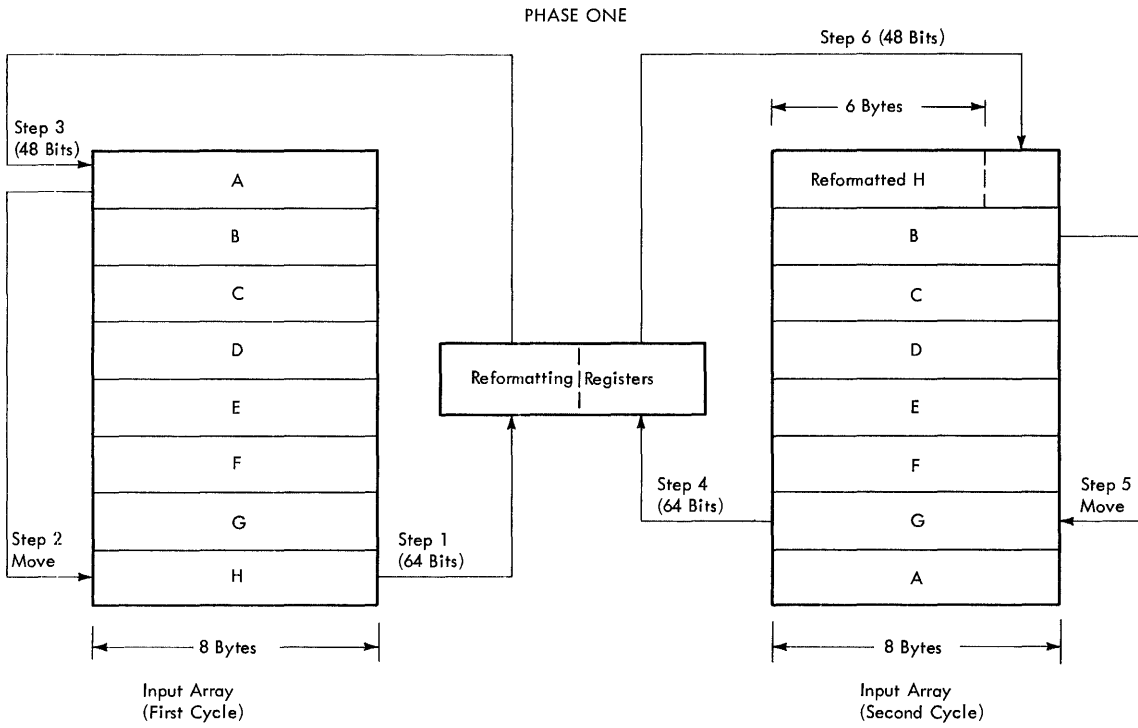 PHASE ONE
Step 6 (48 Bits)
6 Bytes
Step 3
(48 Bits)
A
B
C
D
E
F
G
H
Step 2
Move
Step 1
(64 Bits)
8 Bytes
Input Array
(First Cycle)
Reformatting Registers
Reformatted H
B
C
D
E
F
G
A
Step 4
(64 Bits)
Step 5
Move
8 Bytes
Input Array
(Second Cycle)